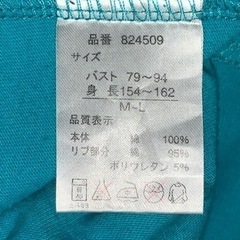 品番 824509
サイズ
バスト 79〜94
身 長154〜162
M〜L
品質表示
本体 綿 100%
リブ部分 綿 95%
ポリウレタン 5%